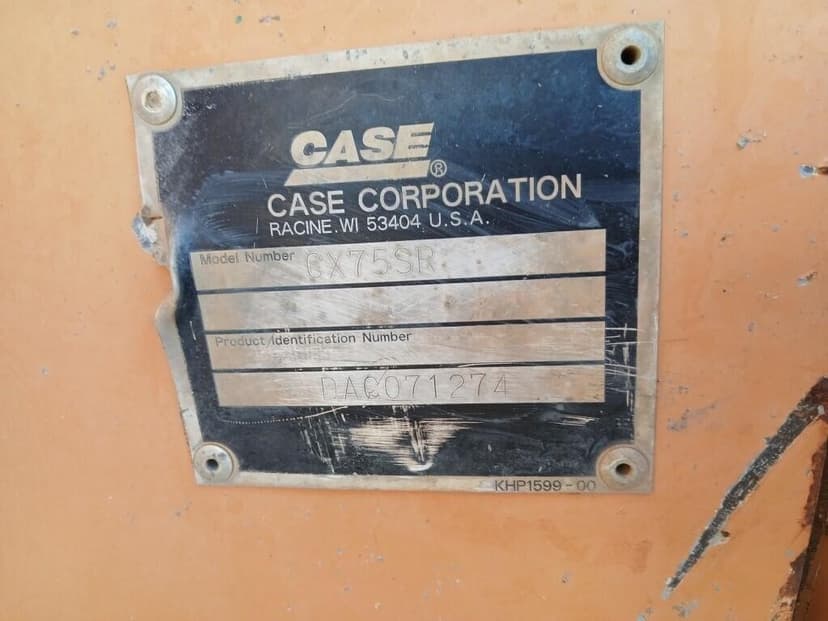 CASE
®
CASE CORPORATION
RACINE. WI 53404 U.S.A.
Model Number CX75SR
Product Identification Number
DAC071274
KHP1599-00